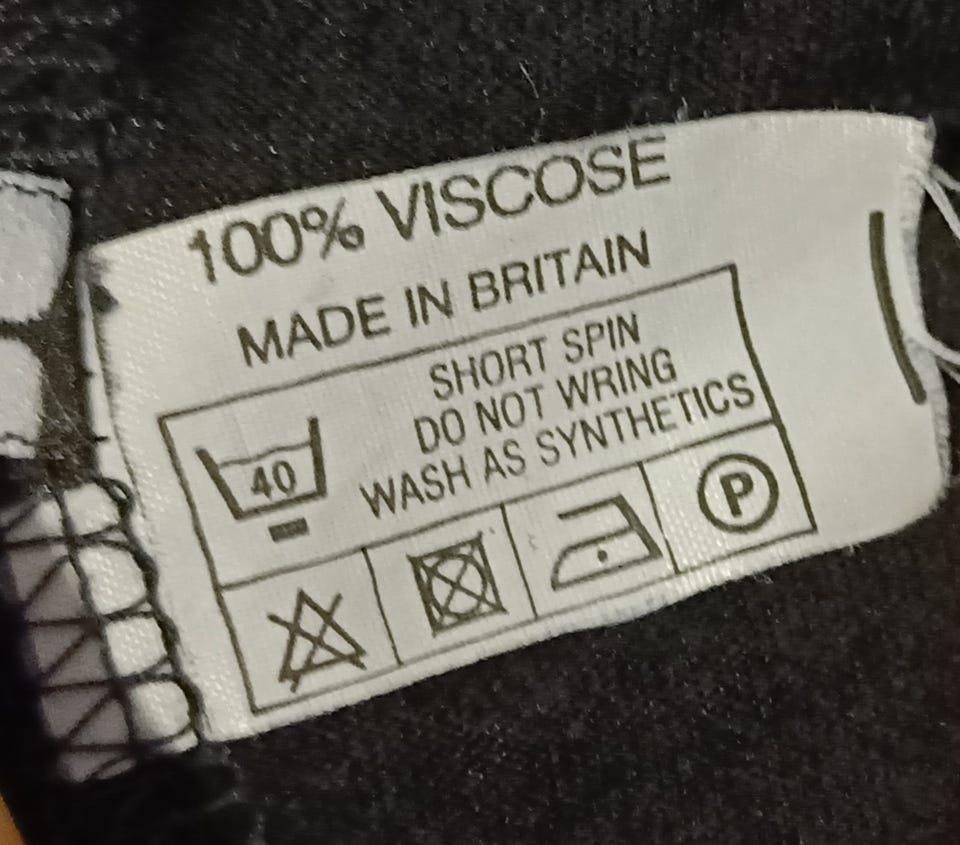 100% VISCOSE
MADE IN BRITAIN
SHORT SPIN
DO NOT WRING
WASH AS SYNTHETICS
40
P